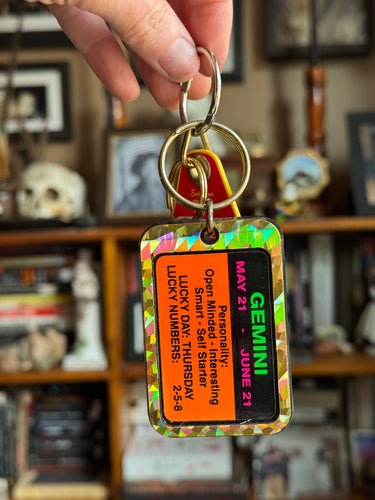 GEMINI
MAY 21 - JUNE 21
Personality:
Open Minded - Interesting
Smart - Self Starter
LUCKY DAY: THURSDAY
LUCKY NUMBERS: 2-5-8